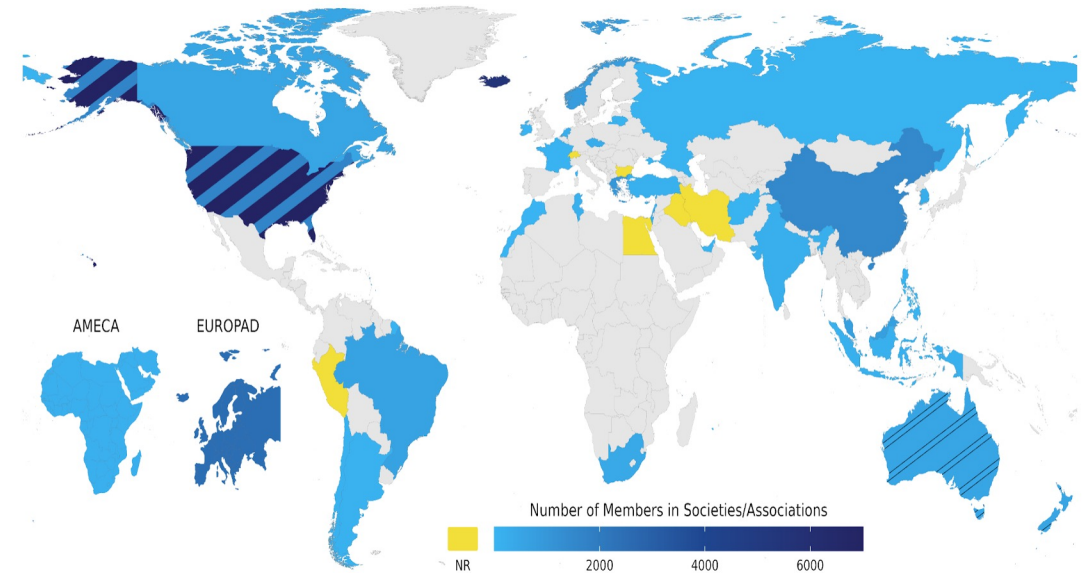 AMECA
EUROPAD
Number of Members in Societies/Associations
NR
2000
4000
6000